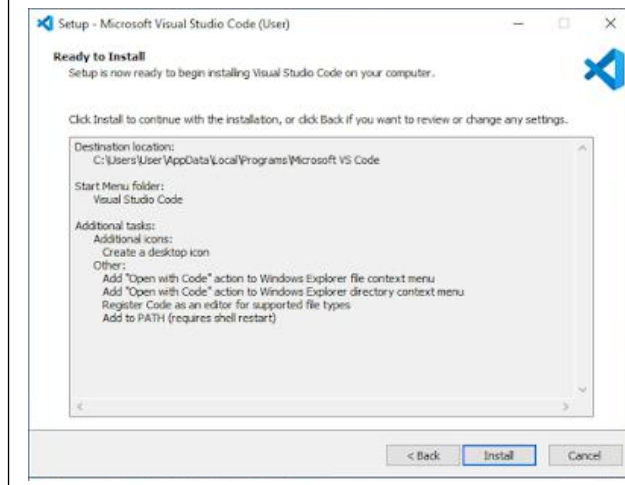 Setup - Microsoft Visual Studio Code (User)
Ready to Install
Setup is now ready to begin installing Visual Studio Code on your computer.
Click Install to continue with the installation, or click Back if you want to review or change any settings.
Destination location:
C:\Users\User\AppData\Local\Programs\Microsoft VS Code
Start Menu folder:
Visual Studio Code
Additional tasks:
Additional icons:
Create a desktop icon
Other:
Add "Open with Code" action to Windows Explorer file context menu
Add "Open with Code" action to Windows Explorer directory context menu
Register Code as an editor for supported file types
Add to PATH (requires shell restart)
< Back Install Cancel